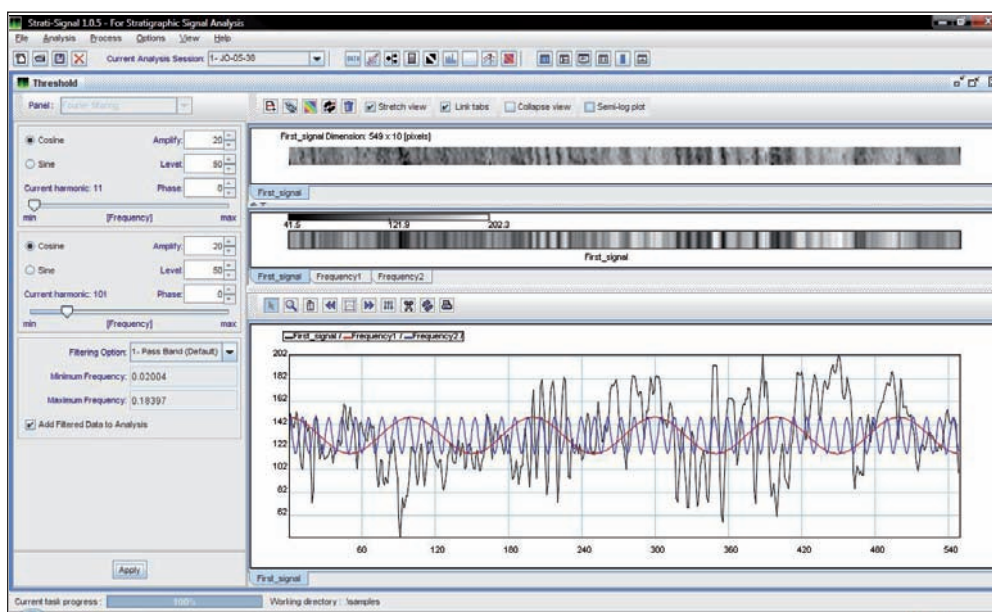 Strati-Signal 1.0.5 - For Stratigraphic Signal Analysis
File Analysis Process Options View Help
Current Analysis Session: 1- JO-05-30
Threshold
Panel: Fourier filtering
Stretch view Link tabs Collapse view Semi-log plot
Cosine Amplify: 20
Sine Level: 50
Current harmonic: 11 Phase: 0
min [Frequency] max
Cosine Amplify: 20
Sine Level: 50
Current harmonic: 101 Phase: 0
min [Frequency] max
Filtering Option: 1- Pass Band (Default)
Minimum Frequency: 0.02004
Maximum Frequency: 0.18397
Add Filtered Data to Analysis
Apply
First_signal Dimension: 549 x 10 [pixels]
First_signal
41.5 121.9 202.3
First_signal
First_signal Frequency1 Frequency2
First_signal / Frequency1 / Frequency2 /
202
182
162
142
122
102
82
62
60 120 180 240 300 360 420 480 540
First_signal
Current task progress : 100% Working directory : .\samples